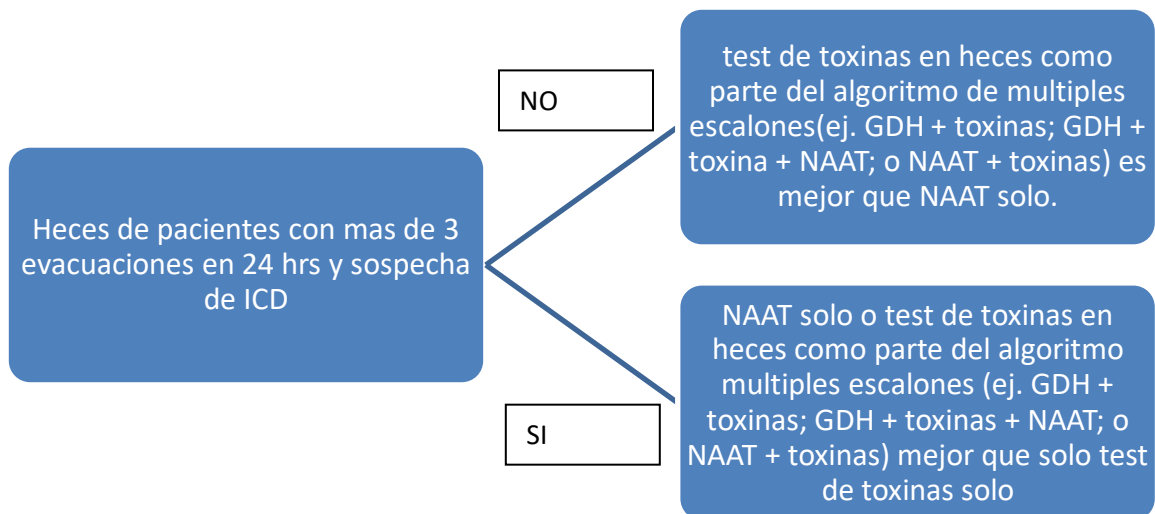 Heces de pacientes con mas de 3
evacuaciones en 24 hrs y sospecha
de ICD
NO
test de toxinas en heces como
parte del algoritmo de multiples
escalones(ej. GDH + toxinas; GDH +
toxina + NAAT; o NAAT + toxinas) es
mejor que NAAT solo.
SI
NAAT solo o test de toxinas en
heces como parte del algoritmo
multiples escalones (ej. GDH +
toxinas; GDH + toxinas + NAAT; o
NAAT + toxinas) mejor que solo test
de toxinas solo